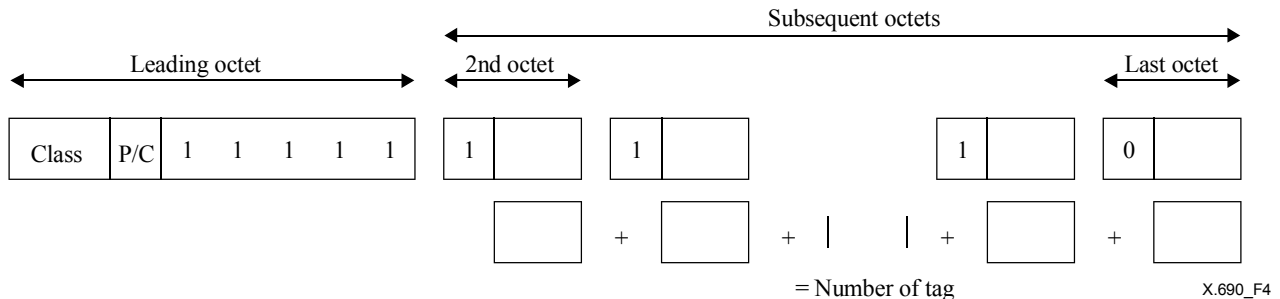 Subsequent octets
Leading octet 2nd octet Last octet
Class P/C 1 1 1 1 1 1 1 1 0
+ + + +
= Number of tag
X.690_F4